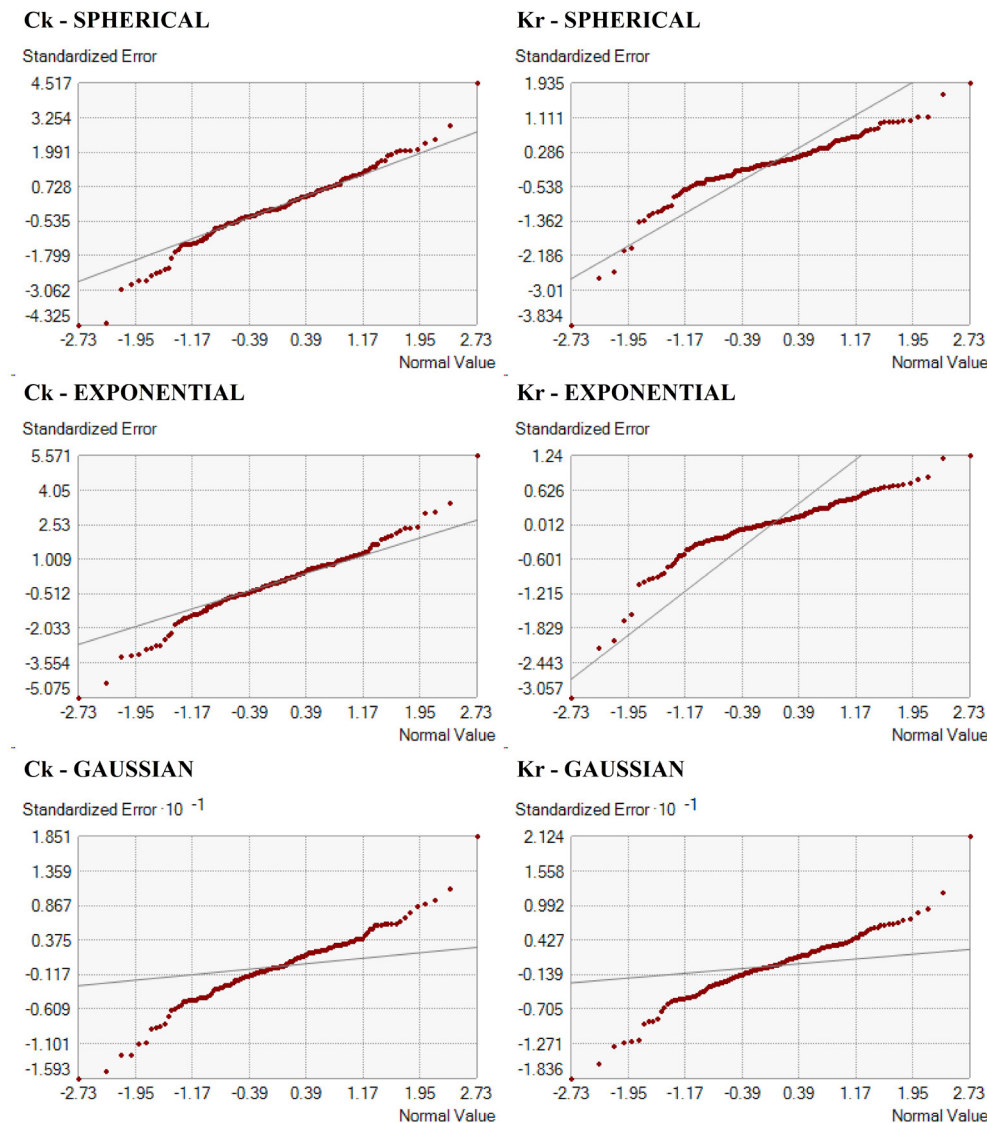 Ck - SPHERICAL
Standardized Error
4.517
3.254
1.991
0.728
-0.535
-1.799
-3.062
-4.325
-2.73 -1.95 -1.17 -0.39 0.39 1.17 1.95 2.73
Normal Value
Kr - SPHERICAL
Standardized Error
1.935
1.111
0.286
-0.538
-1.362
-2.186
-3.01
-3.834
-2.73 -1.95 -1.17 -0.39 0.39 1.17 1.95 2.73
Normal Value
Ck - EXPONENTIAL
Standardized Error
5.571
4.05
2.53
1.009
-0.512
-2.033
-3.554
-5.075
-2.73 -1.95 -1.17 -0.39 0.39 1.17 1.95 2.73
Normal Value
Kr - EXPONENTIAL
Standardized Error
1.24
0.626
0.012
-0.601
-1.215
-1.829
-2.443
-3.057
-2.73 -1.95 -1.17 -0.39 0.39 1.17 1.95 2.73
Normal Value
Ck - GAUSSIAN
Standardized Error · 10 -1
1.851
1.359
0.867
0.375
-0.117
-0.609
-1.101
-1.593
-2.73 -1.95 -1.17 -0.39 0.39 1.17 1.95 2.73
Normal Value
Kr - GAUSSIAN
Standardized Error · 10 -1
2.124
1.558
0.992
0.427
-0.139
-0.705
-1.271
-1.836
-2.73 -1.95 -1.17 -0.39 0.39 1.17 1.95 2.73
Normal Value